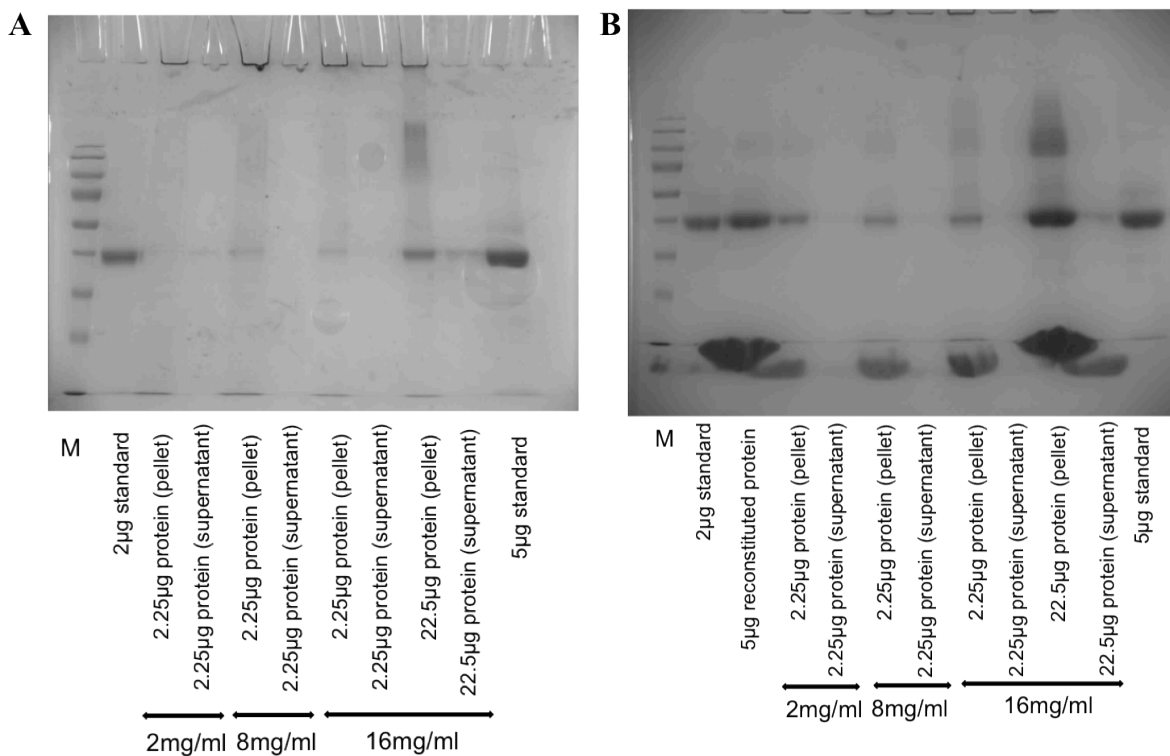 A
M
2µg standard
2.25µg protein (pellet)
2.25µg protein (supernatant)
2.25µg protein (pellet)
2.25µg protein (supernatant)
2.25µg protein (pellet)
2.25µg protein (supernatant)
22.5µg protein (pellet)
22.5µg protein (supernatant)
5µg standard
2mg/ml
8mg/ml
16mg/ml
B
M
2µg standard
5µg reconstituted protein
2.25µg protein (pellet)
2.25µg protein (supernatant)
2.25µg protein (pellet)
2.25µg protein (supernatant)
2.25µg protein (pellet)
2.25µg protein (supernatant)
22.5µg protein (pellet)
22.5µg protein (supernatant)
5µg standard
2mg/ml
8mg/ml
16mg/ml